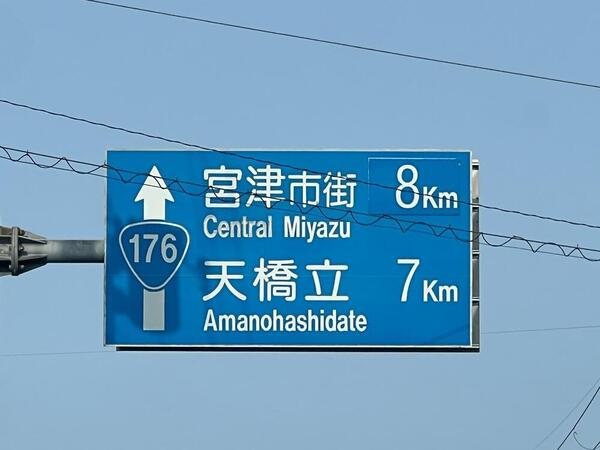 宮津市街 8Km
Central Miyazu
176
天橋立 7Km
Amanohashidate